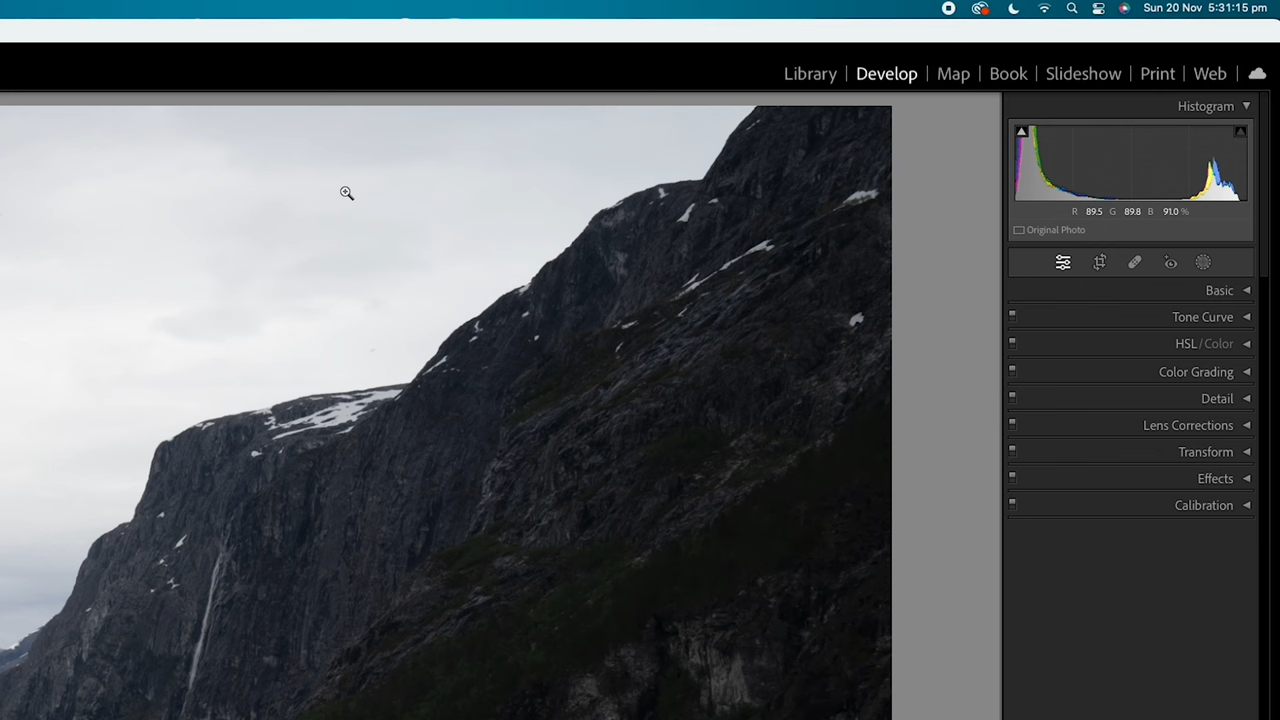 Sun 20 Nov 5:31:15 pm
Library | Develop | Map | Book | Slideshow | Print | Web |
Histogram
R 89.5 G 89.8 B 91.0 %
Original Photo
Basic
Tone Curve
HSL / Color
Color Grading
Detail
Lens Corrections
Transform
Effects
Calibration